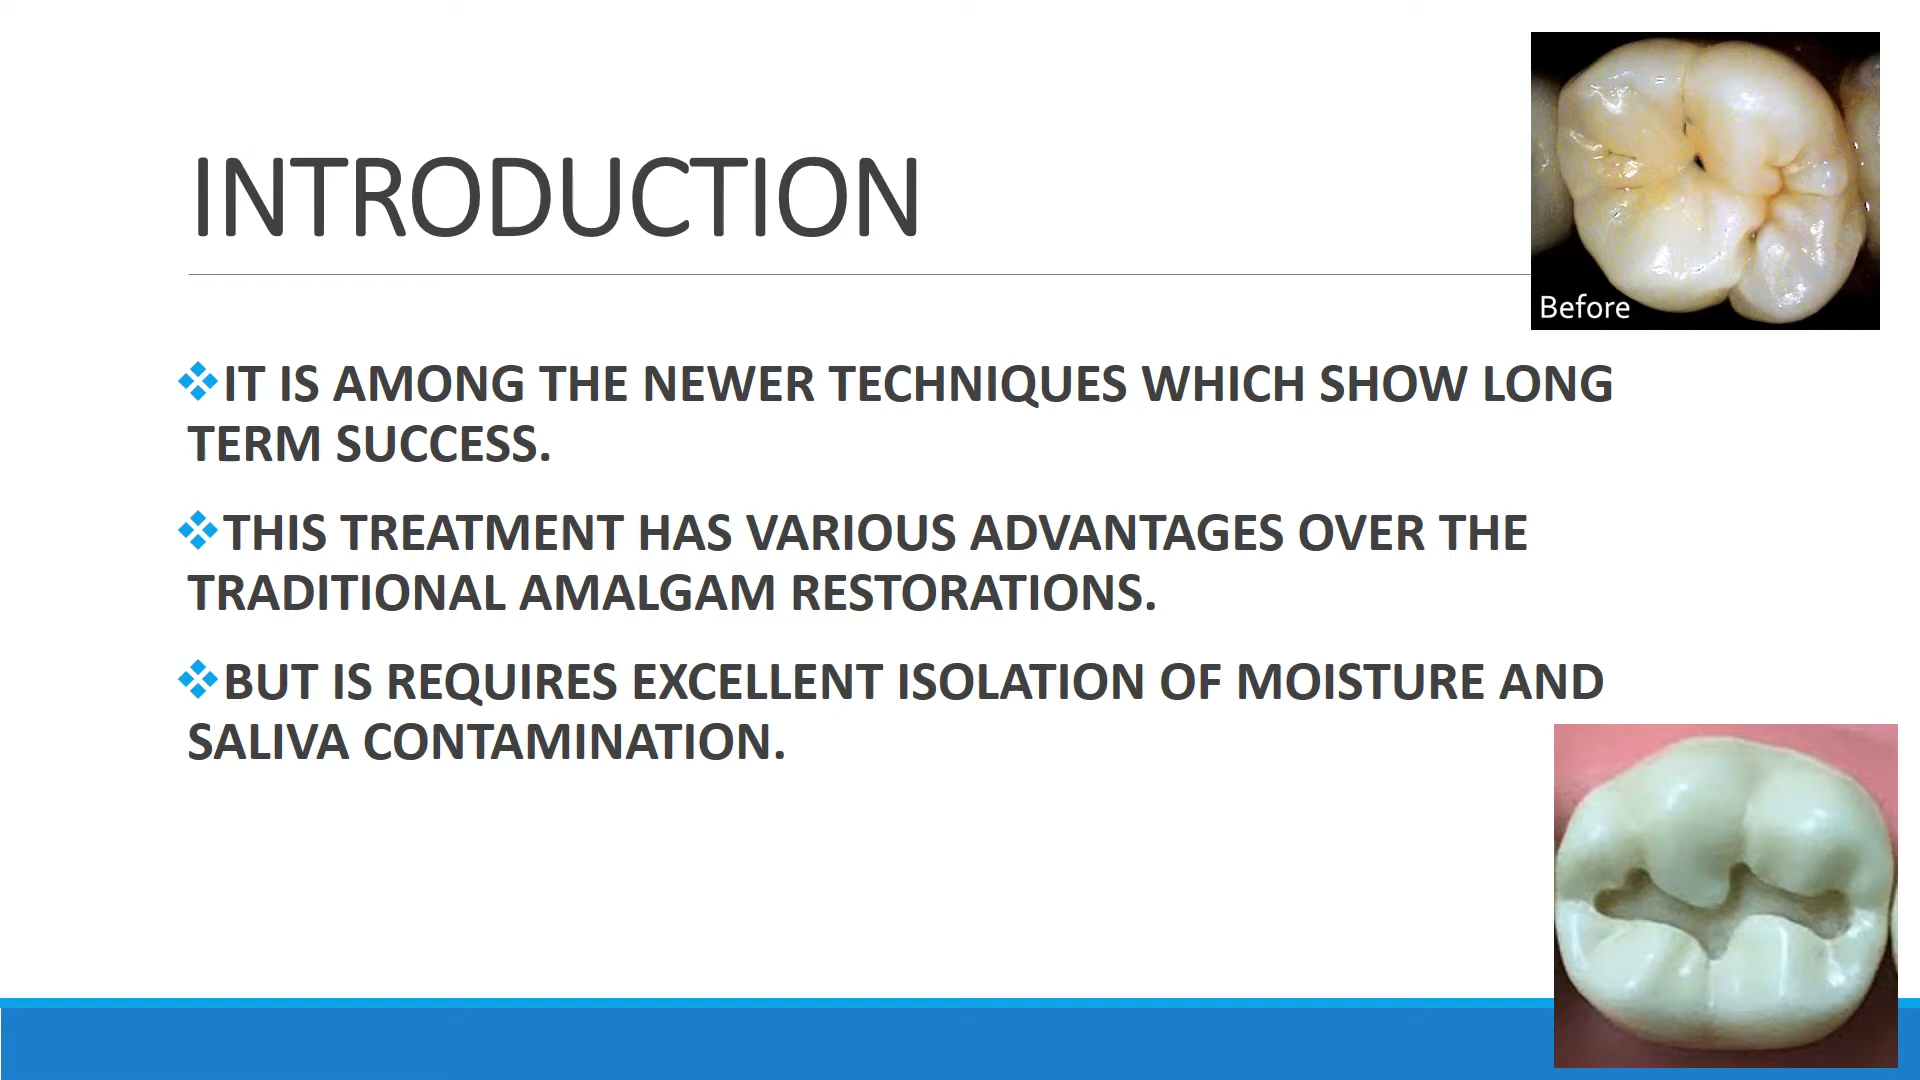 INTRODUCTION
Before
IT IS AMONG THE NEWER TECHNIQUES WHICH SHOW LONG
TERM SUCCESS.
THIS TREATMENT HAS VARIOUS ADVANTAGES OVER THE
TRADITIONAL AMALGAM RESTORATIONS.
BUT IS REQUIRES EXCELLENT ISOLATION OF MOISTURE AND
SALIVA CONTAMINATION.